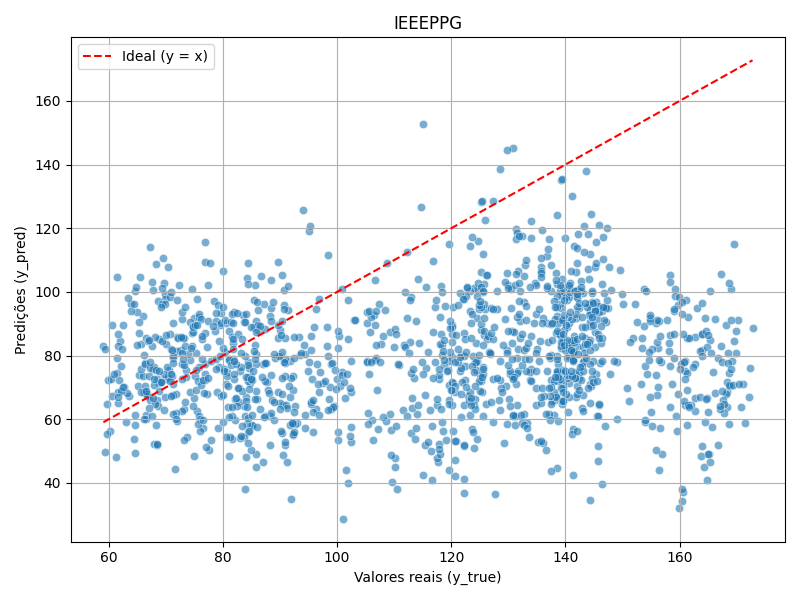 IEEEPPG
Ideal (y = x)
Predições (y_pred)
160
140
120
100
80
60
40
60 80 100 120 140 160
Valores reais (y_true)